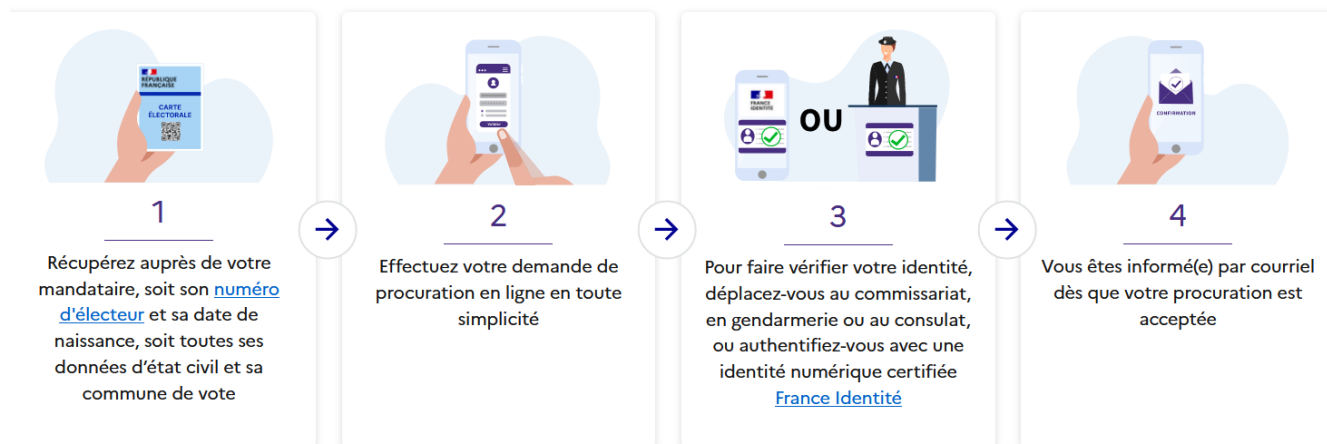 RÉPUBLIQUE
FRANÇAISE
CARTE
ÉLECTORALE
1
Récupérez auprès de votre
mandataire, soit son numéro
d'électeur et sa date de
naissance, soit toutes ses
données d’état civil et sa
commune de vote
2
Effectuez votre demande de
procuration en ligne en toute
simplicité
FRANCE
IDENTITÉ
OU
3
Pour faire vérifier votre identité,
déplacez-vous au commissariat,
en gendarmerie ou au consulat,
ou authentifiez-vous avec une
identité numérique certifiée
France Identité
CONFIRMATION
4
Vous êtes informé(e) par courriel
dès que votre procuration est
acceptée